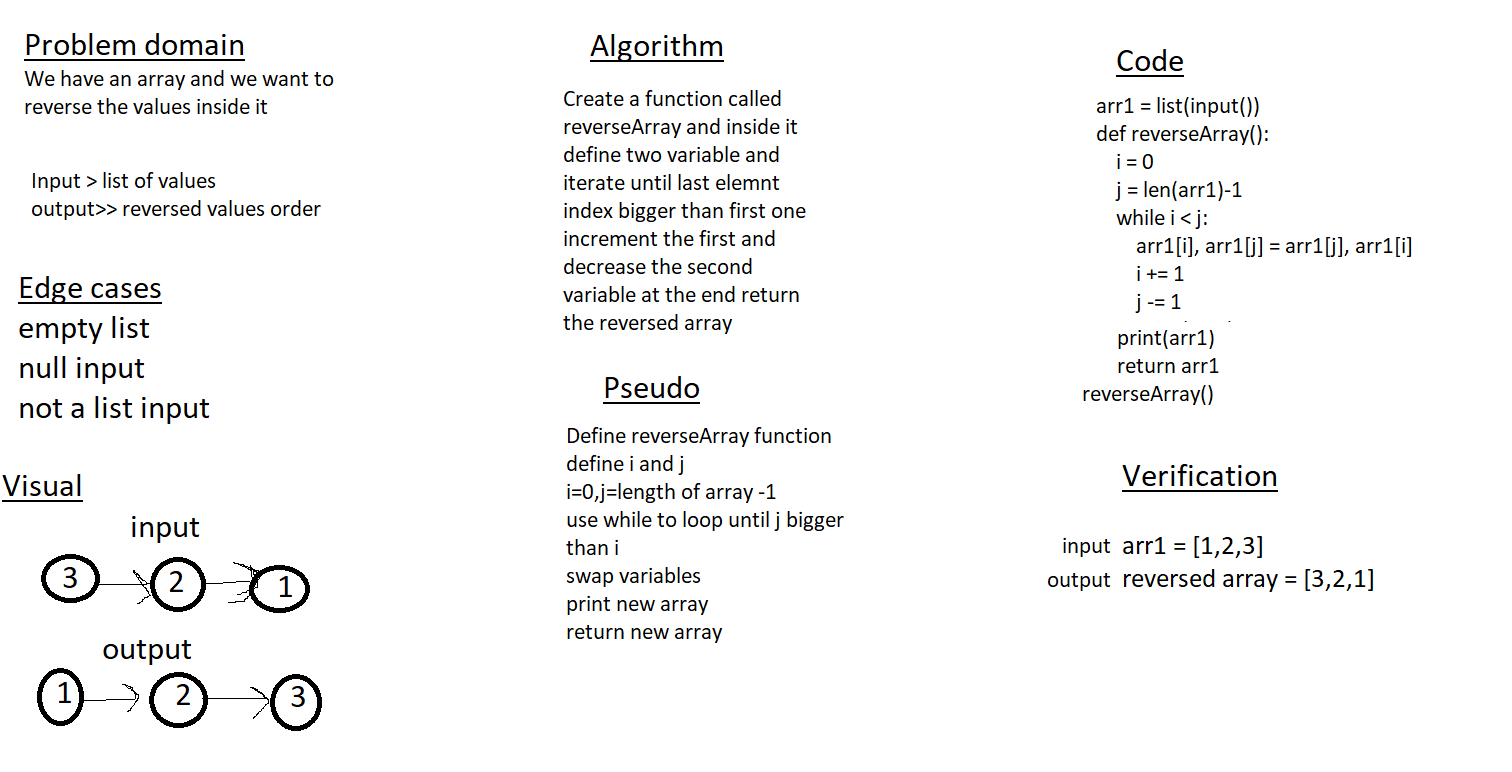 Problem domain
We have an array and we want to
reverse the values inside it
Input > list of values
output>> reversed values order
Edge cases
empty list
null input
not a list input
Visual
input
3 2 1
output
1 2 3
Algorithm
Create a function called
reverseArray and inside it
define two variable and
iterate until last elemnt
index bigger than first one
increment the first and
decrease the second
variable at the end return
the reversed array
Pseudo
Define reverseArray function
define i and j
i=0,j=length of array -1
use while to loop until j bigger
than i
swap variables
print new array
return new array
Code
arr1 = list(input())
def reverseArray():
i = 0
j = len(arr1)-1
while i < j:
arr1[i], arr1[j] = arr1[j], arr1[i]
i += 1
j -= 1
print(arr1)
return arr1
reverseArray()
Verification
input arr1 = [1,2,3]
output reversed array = [3,2,1]